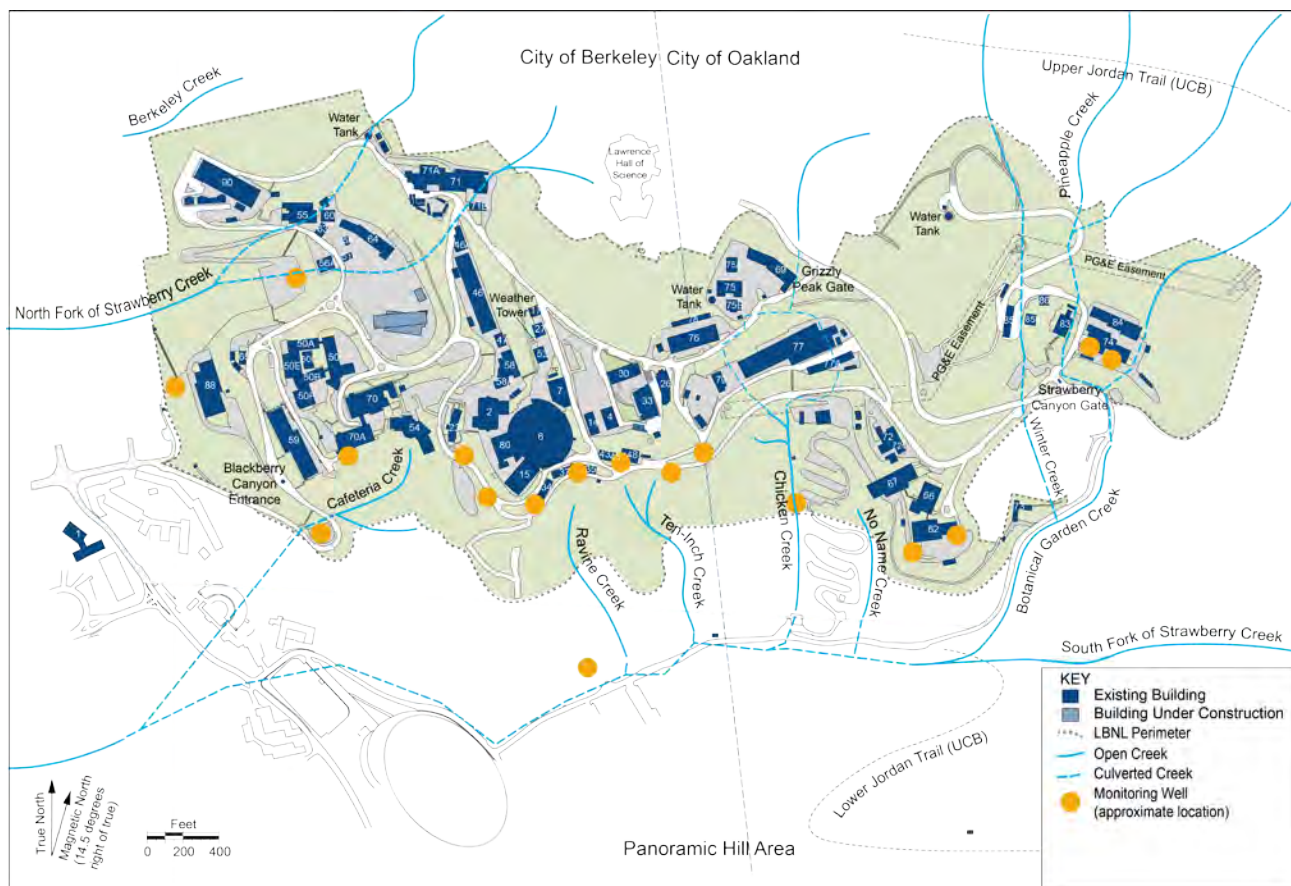 City of Berkeley City of Oakland
Upper Jordan Trail (UCB)
Berkeley Creek
Pineapple Creek
Water
Tank
Lawrence
Hall of
Science
71A
71
90
55
60
64
46
Water
Tank
PG&E Easement
North Fork of Strawberry Creek
Weather
Tower
Water
Tank
75
69
Grizzly
Peak Gate
76
77
PG&E Easement
86
85
83
84
74
Strawberry
Canyon Gate
88
50A
50E
50B
50F
50
70
70A
54
59
58
2
7
30
33
26
79
77A
6
80
15
72
67
66
62
Blackberry
Canyon
Entrance
Cafeteria Creek
Ravine Creek
Ten-Inch Creek
Chicken Creek
No Name Creek
Winter Creek
Botanical Garden Creek
1
South Fork of Strawberry Creek
Lower Jordan Trail (UCB)
KEY
Existing Building
Building Under Construction
LBNL Perimeter
Open Creek
Culverted Creek
Monitoring Well
(approximate location)
True North
Magnetic North
(14.5 degrees
right of true)
Feet
0 200 400
Panoramic Hill Area